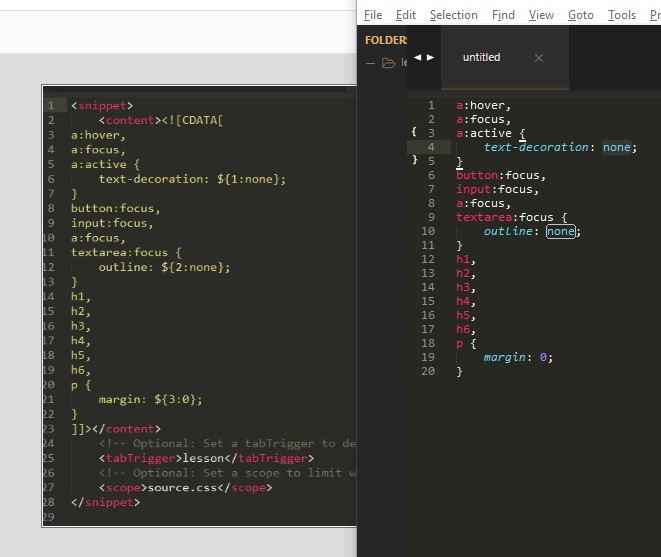 1 <snippet>
2 <content><![CDATA[
3 a:hover,
4 a:focus,
5 a:active {
6 text-decoration: ${1:none};
7 }
8 button:focus,
9 input:focus,
10 a:focus,
11 textarea:focus {
12 outline: ${2:none};
13 }
14 h1,
15 h2,
16 h3,
17 h4,
18 h5,
19 h6,
20 p {
21 margin: ${3:0};
22 }
23 ]]></content>
24 <!-- Optional: Set a tabTrigger to de
25 <tabTrigger>lesson</tabTrigger>
26 <!-- Optional: Set a scope to limit w
27 <scope>source.css</scope>
28 </snippet>
29
File Edit Selection Find View Goto Tools Pr
FOLDERS
le
untitled
1 a:hover,
2 a:focus,
3 a:active {
4 text-decoration: none;
5 }
6 button:focus,
7 input:focus,
8 a:focus,
9 textarea:focus {
10 outline: none;
11 }
12 h1,
13 h2,
14 h3,
15 h4,
16 h5,
17 h6,
18 p {
19 margin: 0;
20 }